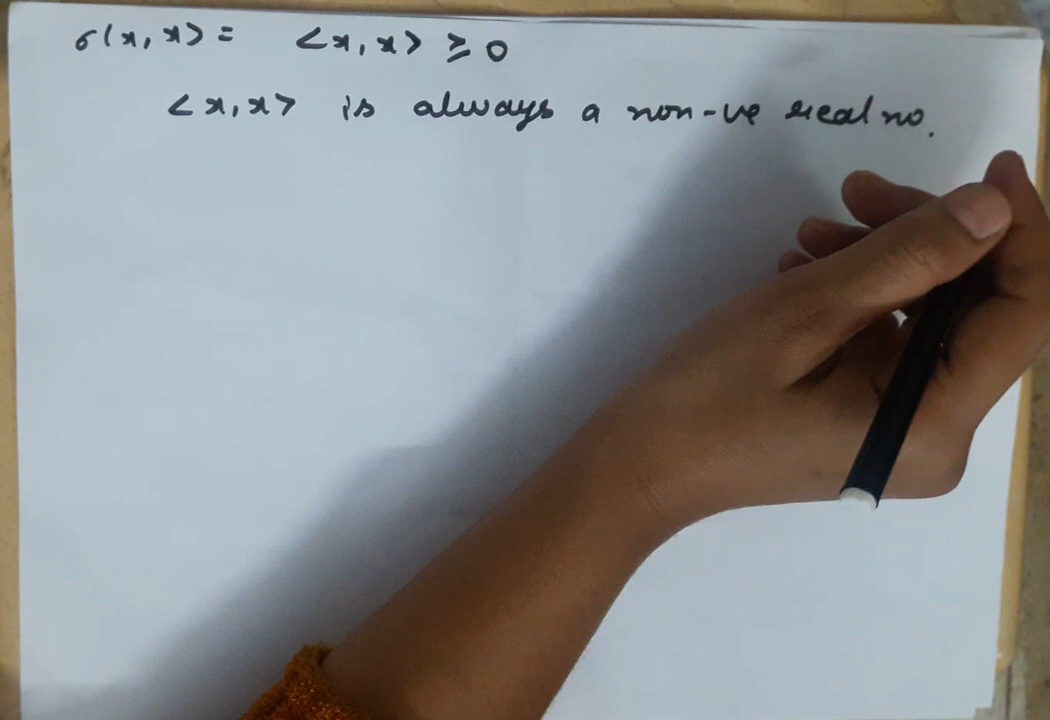 σ(x, x> = <x, x> ≥ 0
<x, x> is always a non-ve real no.